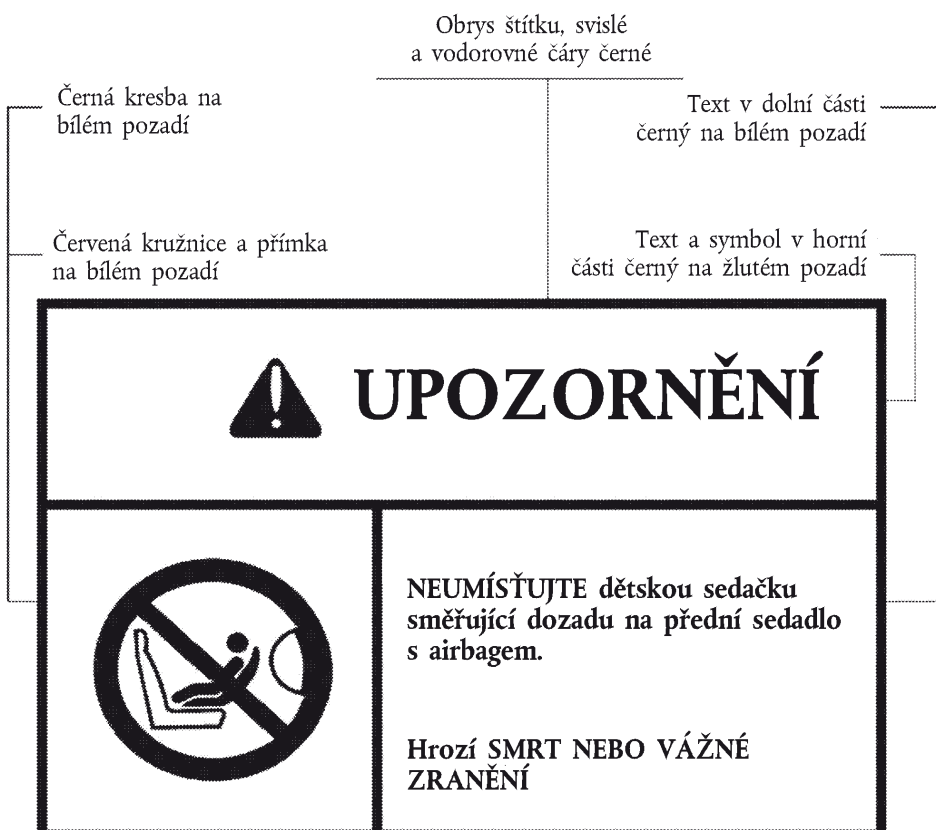 Obrys štítku, svislé
a vodorovné čáry černé
Černá kresba na
bílém pozadí
Text v dolní části
černý na bílém pozadí
Červená kružnice a přímka
na bílém pozadí
Text a symbol v horní
části černý na žlutém pozadí
UPOZORNĚNÍ
NEUMÍSŤUJTE dětskou sedačku
směřující dozadu na přední sedadlo
s airbagem.
Hrozí SMRT NEBO VÁŽNÉ
ZRANĚNÍ